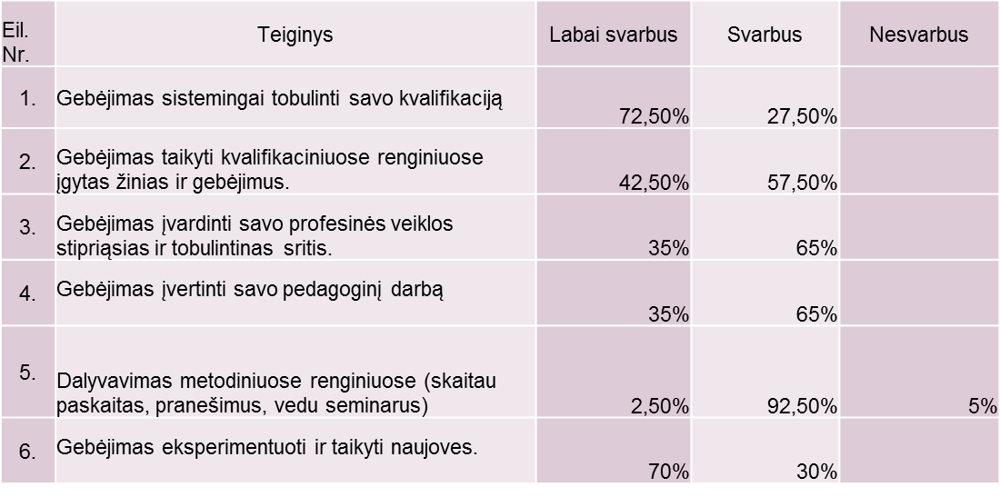 Eil. Nr. Teiginys Labai svarbus Svarbus Nesvarbus
1. Gebėjimas sistemingai tobulinti savo kvalifikaciją 72,50% 27,50%
2. Gebėjimas taikyti kvalifikaciniuose renginiuose
įgytas žinias ir gebėjimus. 42,50% 57,50%
3. Gebėjimas įvardinti savo profesinės veiklos
stipriąsias ir tobulintinas sritis. 35% 65%
4. Gebėjimas įvertinti savo pedagoginį darbą 35% 65%
5. Dalyvavimas metodiniuose renginiuose (skaitau
paskaitas, pranešimus, vedu seminarus) 2,50% 92,50% 5%
6. Gebėjimas eksperimentuoti ir taikyti naujoves. 70% 30%